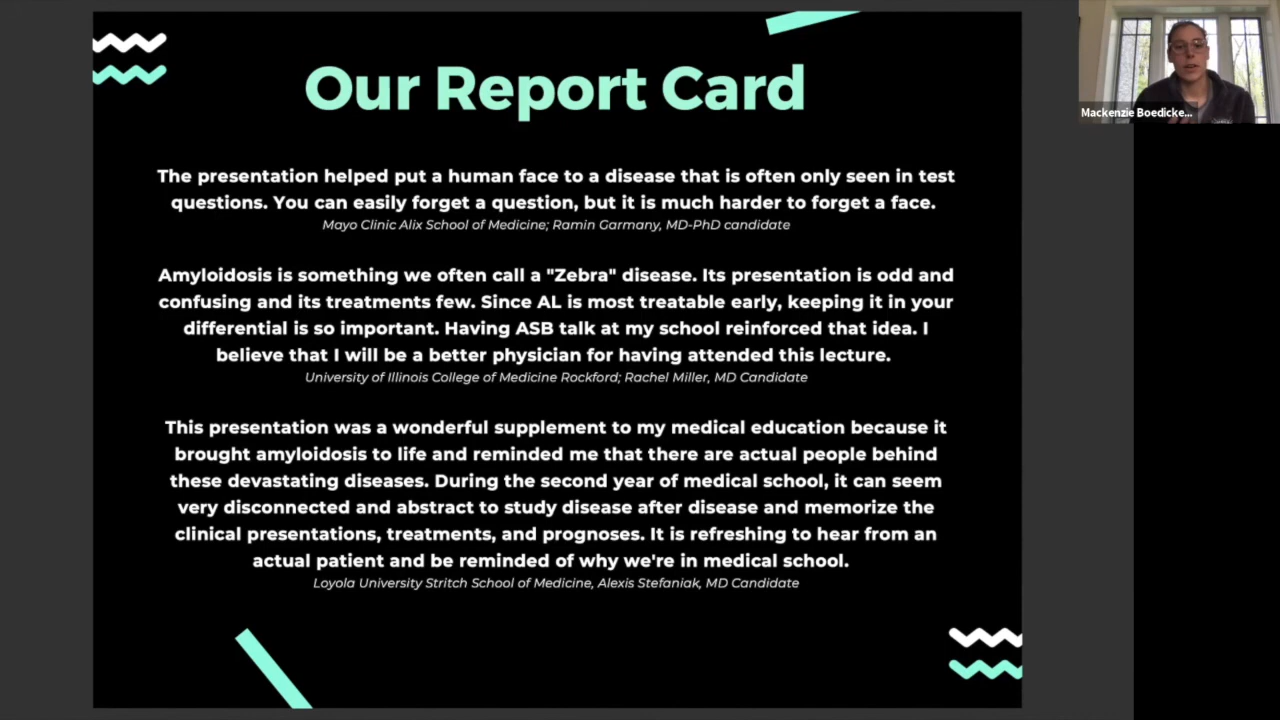 Our Report Card
Mackenzie Boedicke...
The presentation helped put a human face to a disease that is often only seen in test
questions. You can easily forget a question, but it is much harder to forget a face.
Mayo Clinic Alix School of Medicine; Ramin Garmany, MD-PhD candidate
Amyloidosis is something we often call a "Zebra" disease. Its presentation is odd and
confusing and its treatments few. Since AL is most treatable early, keeping it in your
differential is so important. Having ASB talk at my school reinforced that idea. I
believe that I will be a better physician for having attended this lecture.
University of Illinois College of Medicine Rockford; Rachel Miller, MD Candidate
This presentation was a wonderful supplement to my medical education because it
brought amyloidosis to life and reminded me that there are actual people behind
these devastating diseases. During the second year of medical school, it can seem
very disconnected and abstract to study disease after disease and memorize the
clinical presentations, treatments, and prognoses. It is refreshing to hear from an
actual patient and be reminded of why we're in medical school.
Loyola University Stritch School of Medicine, Alexis Stefaniak, MD Candidate